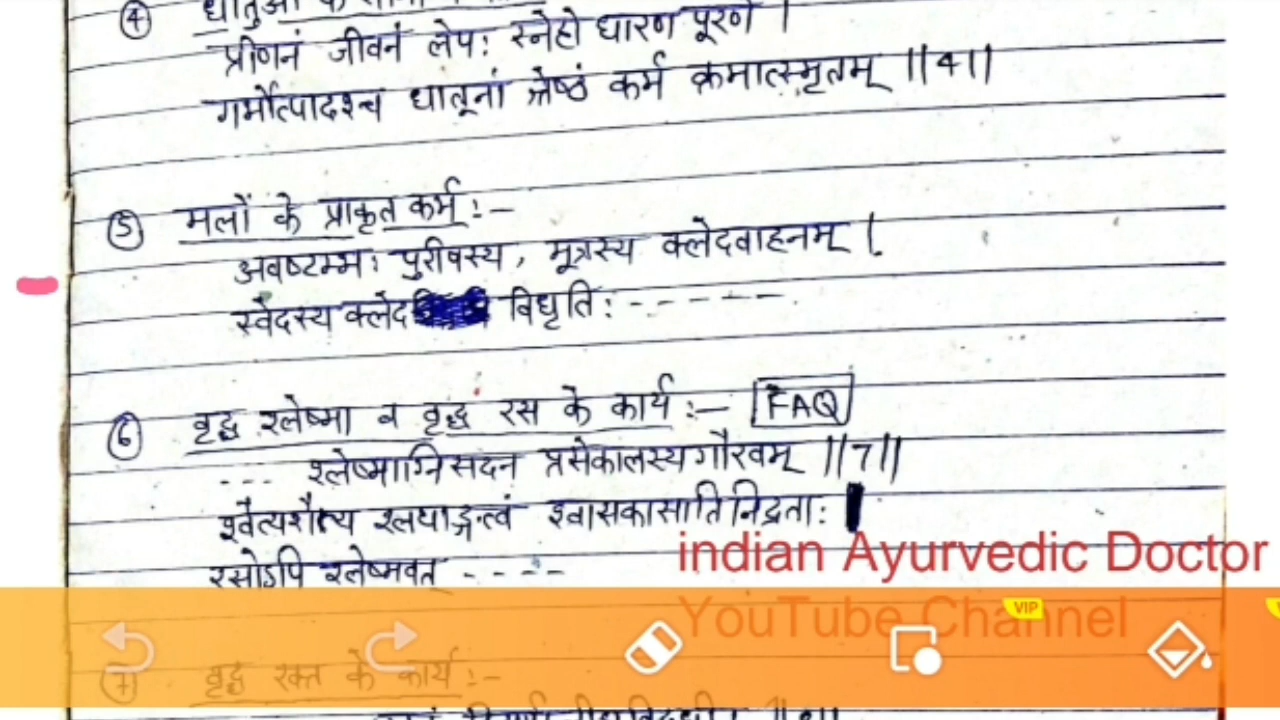 ④ धातुओं के
प्रीणनं जीवनं लेपः स्नेहो धारण पूरणे ।
गर्मोत्पादश्च धातूनां श्रेष्ठं कर्म क्रमात्स्मृतम् ||4||
⑤ मलों के प्राकृत कर्म :-
अवष्टम्भः पुरीषस्य, मूत्रस्य क्लेदवाहनम् ।
स्वेदस्य क्लेद विधृति: ------
⑥ वृद्ध श्लेष्मा व वृद्ध रस के कार्य :- FAQ
--- श्लेष्माग्निसदन प्रसेकालस्यगौरवम् ||7||
श्वैत्यशैत्य श्लथाङ्गत्वं श्वासकासातिनिद्रताः ।
रसोऽपि श्लेष्मवत् ----
indian Ayurvedic Doctor
YouTube Channel
VIP
⑦ वृद्ध रक्त के कार्य :-